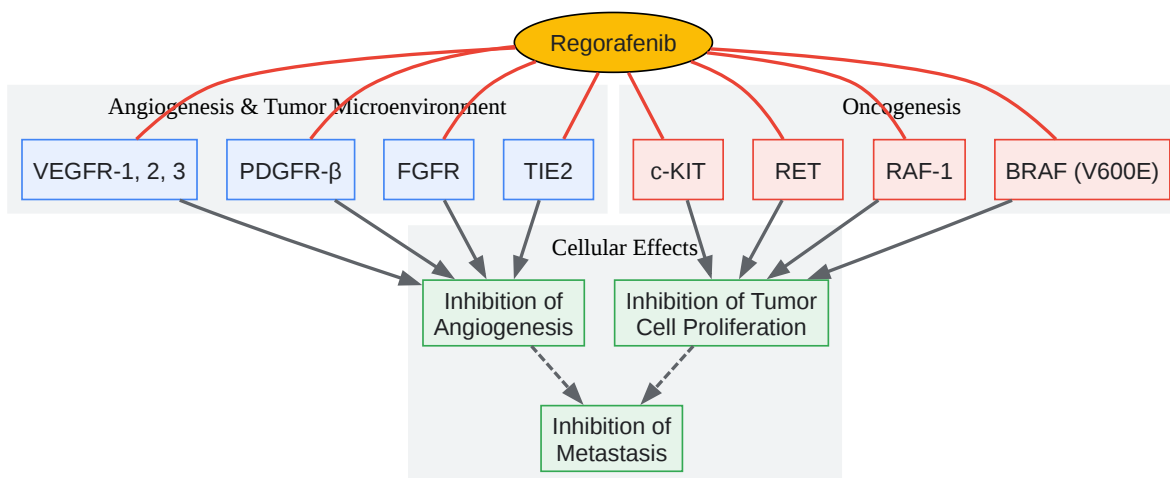 Regorafenib
Angiogenesis & Tumor Microenvironment
Oncogenesis
VEGFR-1, 2, 3
PDGFR-β
FGFR
TIE2
c-KIT
RET
RAF-1
BRAF (V600E)
Cellular Effects
Inhibition of
Angiogenesis
Inhibition of Tumor
Cell Proliferation
Inhibition of
Metastasis